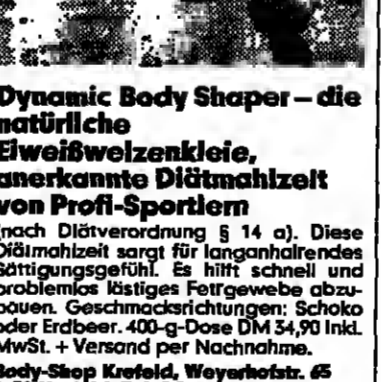 Dynamic Body Shaper – die
natürliche
Eiweißweizenkleie,
anerkannte Diätmahlzeit
von Profi-Sportlern
(nach Diätverordnung § 14 a). Diese
Diätmahlzeit sorgt für langanhaltendes
Sättigungsgefühl. Es hilft schnell und
problemlos lästiges Fettgewebe abzu-
bauen. Geschmacksrichtungen: Schoko
oder Erdbeer. 400-g-Dose DM 34,90 inkl.
MwSt. + Versand per Nachnahme.
Body-Shop Krefeld, Weyerhofstr. 65